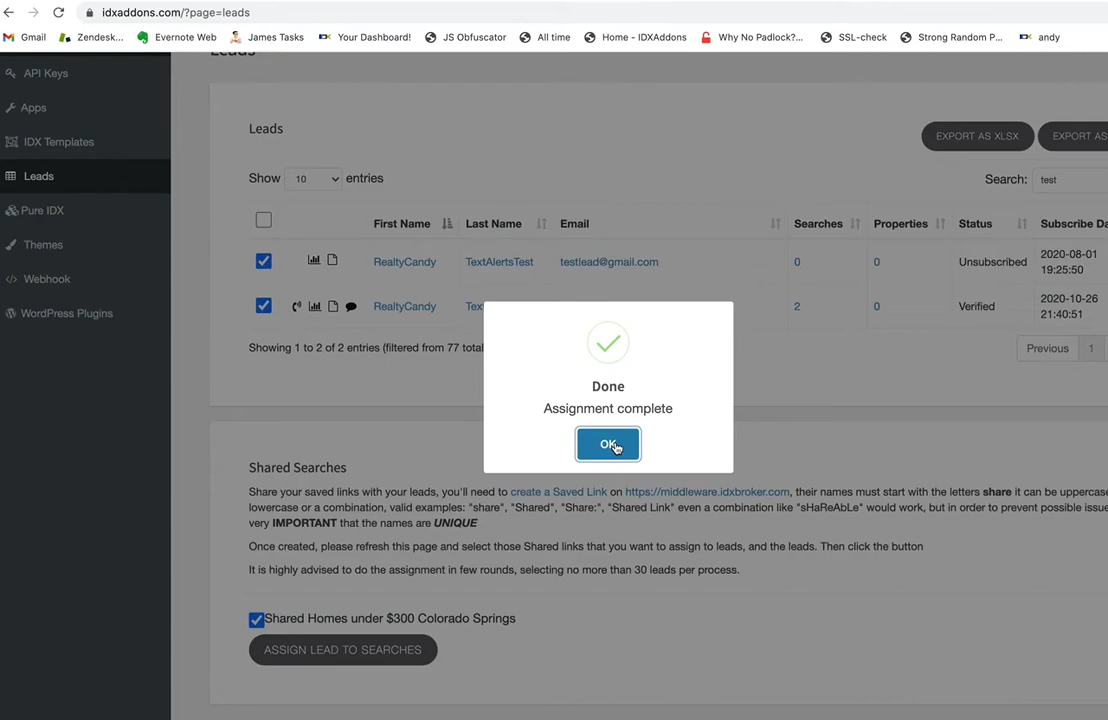 idxaddons.com/?page=leads
Gmail Zendesk... Evernote Web James Tasks Your Dashboard! JS Obfuscator All time Home - IDXAddons Why No Padlock?... SSL-check Strong Random P... andy
Leads
API Keys
Apps
IDX Templates
Leads
Pure IDX
Themes
Webhook
WordPress Plugins
Leads
EXPORT AS XLSX EXPORT AS
Show 10 entries
Search: test
First Name Last Name Email Searches Properties Status Subscribe Da
RealtyCandy TextAlertsTest testlead@gmail.com 0 0 Unsubscribed 2020-08-01
19:25:50
RealtyCandy 2 0 Verified 2020-10-26
21:40:51
Showing 1 to 2 of 2 entries (filtered from 77 total
Previous 1
Done
Assignment complete
OK
Shared Searches
Share your saved links with your leads, you'll need to create a Saved Link on https://middleware.idxbroker.com, their names must start with the letters share it can be uppercase
lowercase or a combination, valid examples: "share", "Shared", "Share:", "Shared Link" even a combination like "sHaReAbLe" would work, but in order to prevent possible issue
very IMPORTANT that the names are UNIQUE
Once created, please refresh this page and select those Shared links that you want to assign to leads, and the leads. Then click the button
It is highly advised to do the assignment in few rounds, selecting no more than 30 leads per process.
Shared Homes under $300 Colorado Springs
ASSIGN LEAD TO SEARCHES